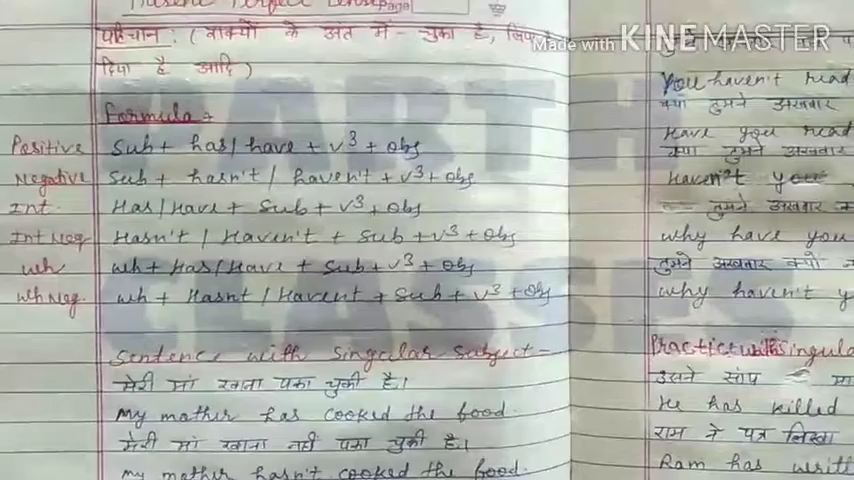 Present Perfect Tense
Page
Made with KINEMASTER
PARTH
CLASSES
पहचान : ( वाक्यों के अंत में - चुका है, लिया है
दिया है आदि )
Formula :-
Positive Sub + has/have + v³ + obj
Negative Sub + hasn't / haven't + v³ + obj
Int. Has/Have + Sub + v³ + obj
Int Neg Hasn't / Haven't + Sub + v³ + obj
wh wh + Has/Have + Sub + v³ + obj
Wh Neg. wh + Hasnt / Havent + Sub + v³ + obj
Sentence with Singular Subject -
मेरी मां खाना पका चुकी है।
My mother has cooked the food.
मेरी मां खाना नहीं पका चुकी है।
My mother hasn't cooked the food.
You haven't read
क्या तुमने अखबार
Have you read
क्या तुमने अखबार
Haven't you
तुमने अखबार
why have you
तुमने अखबार क्यों
why haven't y
Practice with Singula
उसने सांप मा
He has killed
राम ने पत्र लिखा
Ram has writt